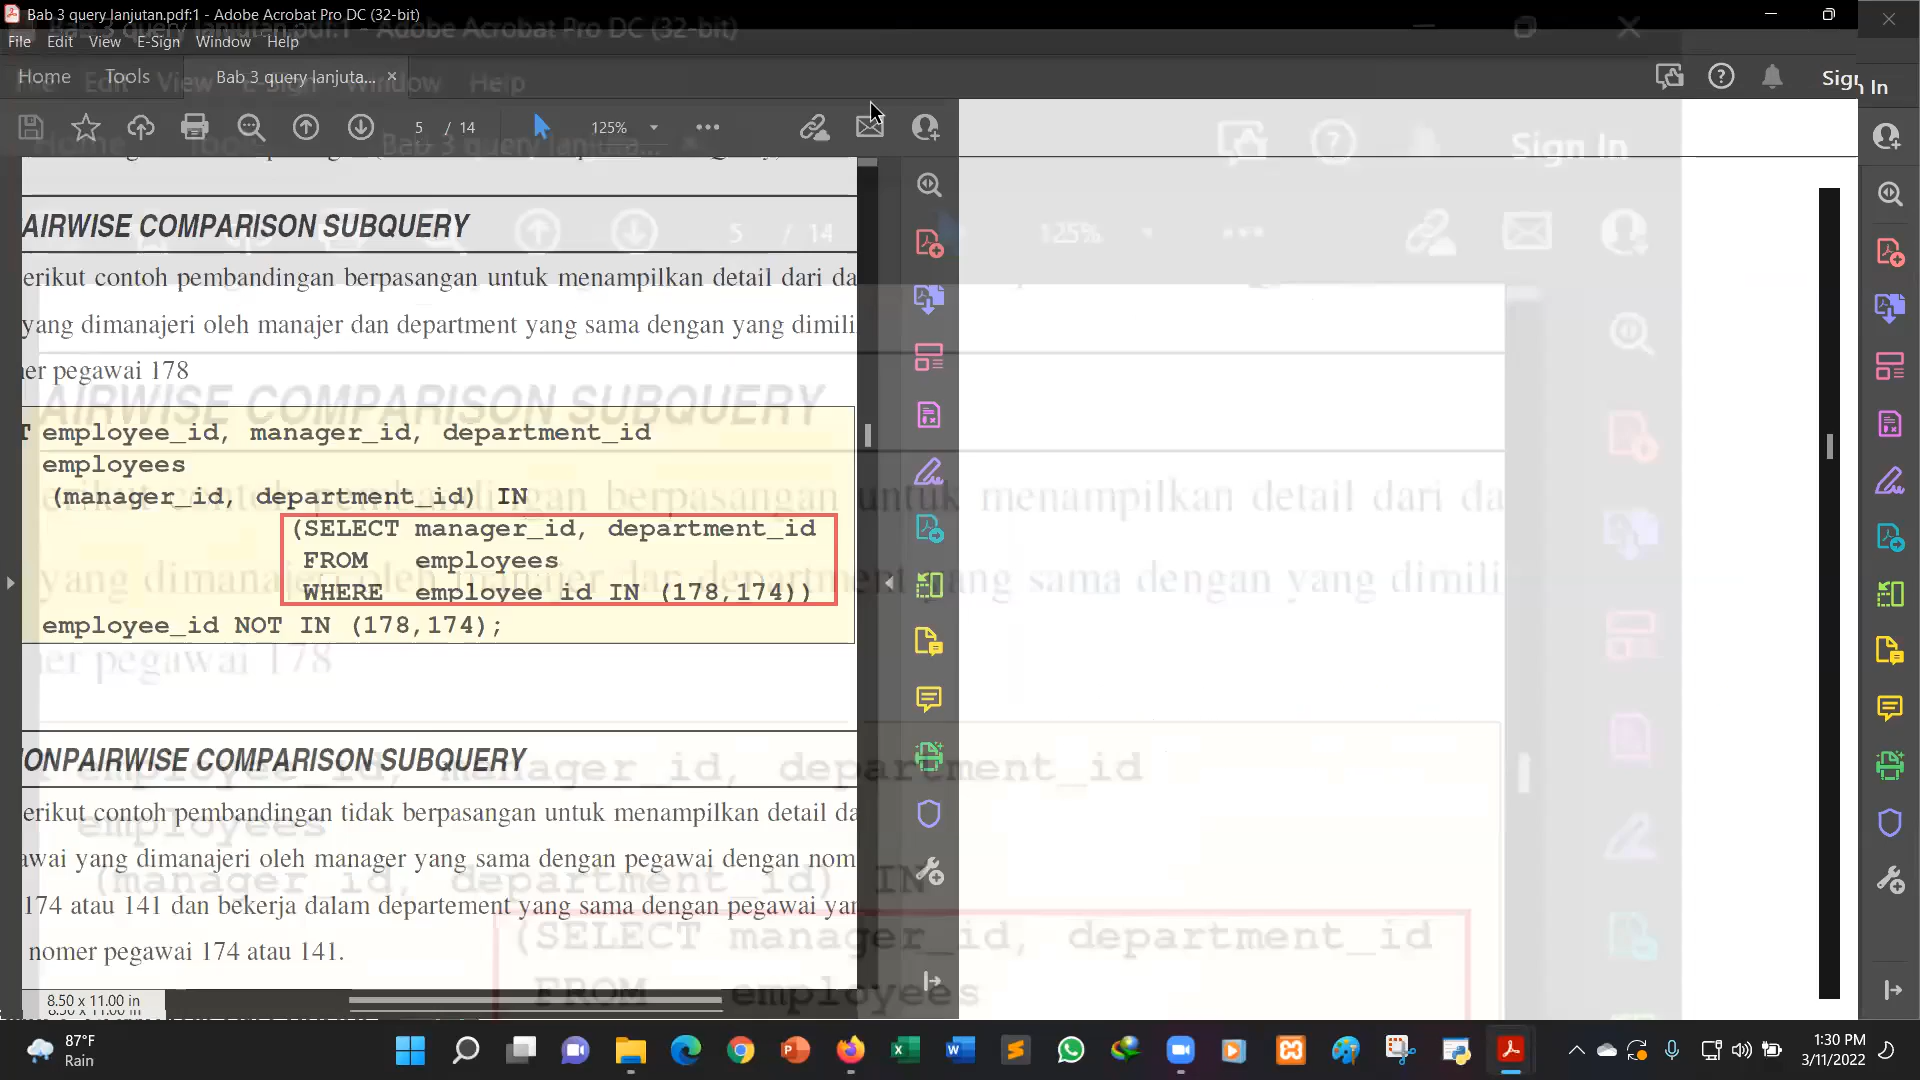 Bab 3 query lanjutan.pdf:1 - Adobe Acrobat Pro DC (32-bit)
File Edit View E-Sign Window Help
Home Tools Bab 3 query lanjuta... ×
Sign In
5 / 14 125%
AIRWISE COMPARISON SUBQUERY
erikut contoh pembandingan berpasangan untuk menampilkan detail dari da
yang dimanajeri oleh manajer dan department yang sama dengan yang dimili
er pegawai 178
T employee_id, manager_id, department_id
employees
(manager_id, department_id) IN
(SELECT manager_id, department_id
FROM employees
WHERE employee_id IN (178,174))
employee_id NOT IN (178,174);
ONPAIRWISE COMPARISON SUBQUERY
erikut contoh pembandingan tidak berpasangan untuk menampilkan detail da
awai yang dimanajeri oleh manager yang sama dengan pegawai dengan nom
174 atau 141 dan bekerja dalam departement yang sama dengan pegawai yan
nomer pegawai 174 atau 141.
8.50 x 11.00 in
87°F
Rain
1:30 PM
3/11/2022